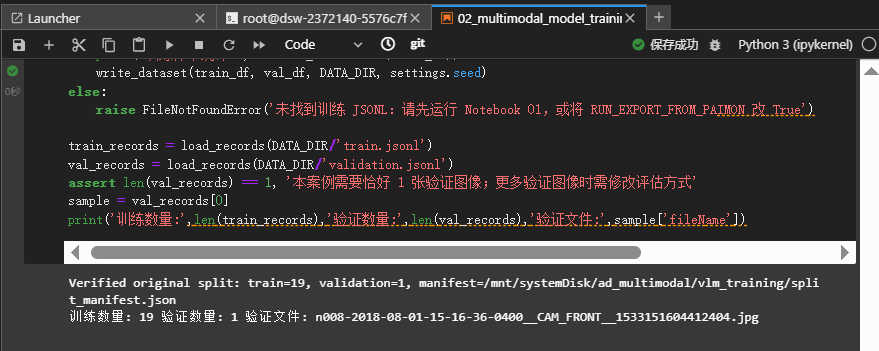 Launcher
root@dsw-2372140-5576c7f
02_multimodal_model_trainin
Code
git
保存成功
Python 3 (ipykernel)
write_dataset(train_df, val_df, DATA_DIR, settings.seed)
0秒
else:
raise FileNotFoundError('未找到训练 JSONL：请先运行 Notebook 01，或将 RUN_EXPORT_FROM_PAIMON 改 True')
train_records = load_records(DATA_DIR/'train.jsonl')
val_records = load_records(DATA_DIR/'validation.jsonl')
assert len(val_records) == 1, '本案例需要恰好 1 张验证图像；更多验证图像时需修改评估方式'
sample = val_records[0]
print('训练数量:',len(train_records),'验证数量:',len(val_records),'验证文件:',sample['fileName'])
Verified original split: train=19, validation=1, manifest=/mnt/systemDisk/ad_multimodal/vlm_training/spli
t_manifest.json
训练数量: 19 验证数量: 1 验证文件: n008-2018-08-01-15-16-36-0400__CAM_FRONT__1533151604412404.jpg